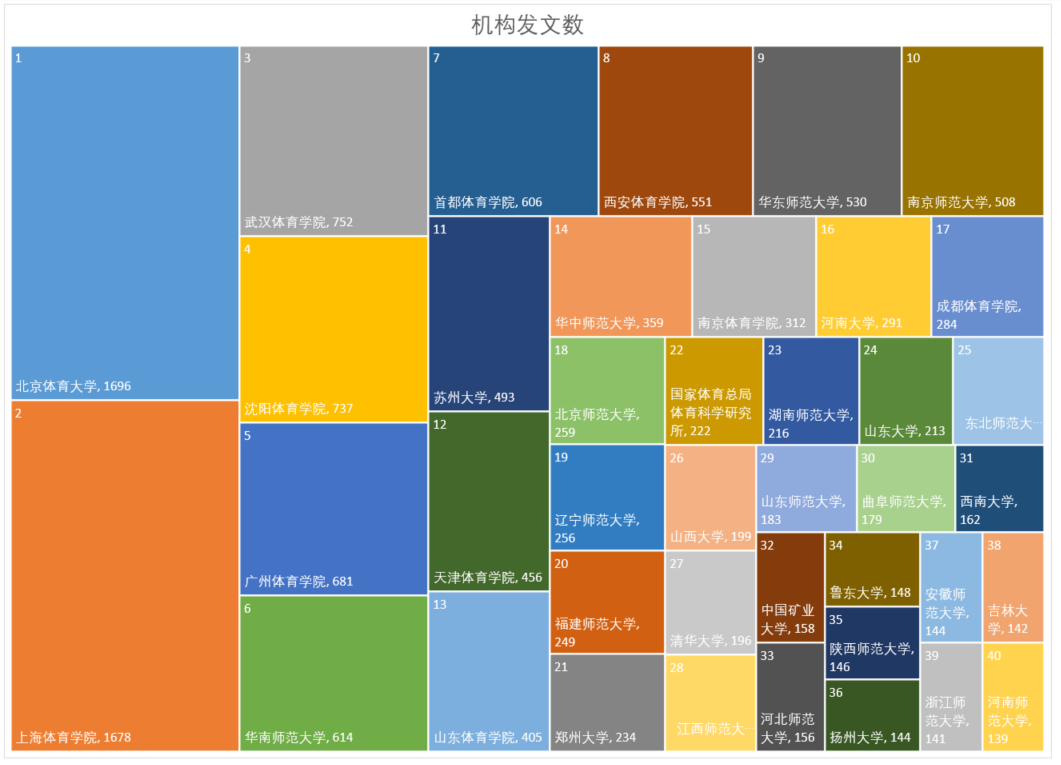 机构发文数
1
北京体育大学, 1696
2
上海体育学院, 1678
3
武汉体育学院, 752
4
沈阳体育学院, 737
5
广州体育学院, 681
6
华南师范大学, 614
7
首都体育学院, 606
8
西安体育学院, 551
9
华东师范大学, 530
10
南京师范大学, 508
11
苏州大学, 493
12
天津体育学院, 456
13
山东体育学院, 405
14
华中师范大学, 359
15
南京体育学院, 312
16
河南大学, 291
17
成都体育学院,
284
18
北京师范大学,
259
19
辽宁师范大学,
256
20
福建师范大学,
249
21
郑州大学, 234
22
国家体育总局
体育科学研究
所, 222
23
湖南师范大学,
216
24
山东大学, 213
25
东北师范大…
26
山西大学, 199
27
清华大学, 196
28
江西师范大…
29
山东师范大学,
183
30
曲阜师范大学,
179
31
西南大学,
162
32
中国矿业
大学, 158
33
河北师范
大学, 156
34
鲁东大学, 148
35
陕西师范大学,
146
36
扬州大学, 144
37
安徽师
范大学,
144
38
吉林大
学, 142
39
浙江师
范大学,
141
40
河南师
范大学,
139